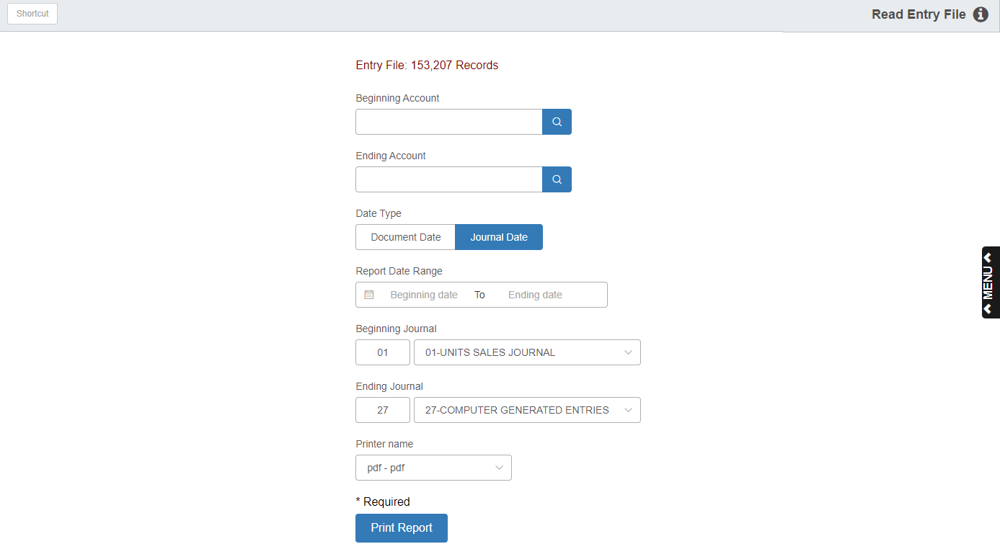 Shortcut
Read Entry File
Entry File: 153,207 Records
Beginning Account
Ending Account
Date Type
Document Date Journal Date
Report Date Range
Beginning date To Ending date
Beginning Journal
01 01-UNITS SALES JOURNAL
Ending Journal
27 27-COMPUTER GENERATED ENTRIES
Printer name
pdf - pdf
* Required
Print Report
MENU